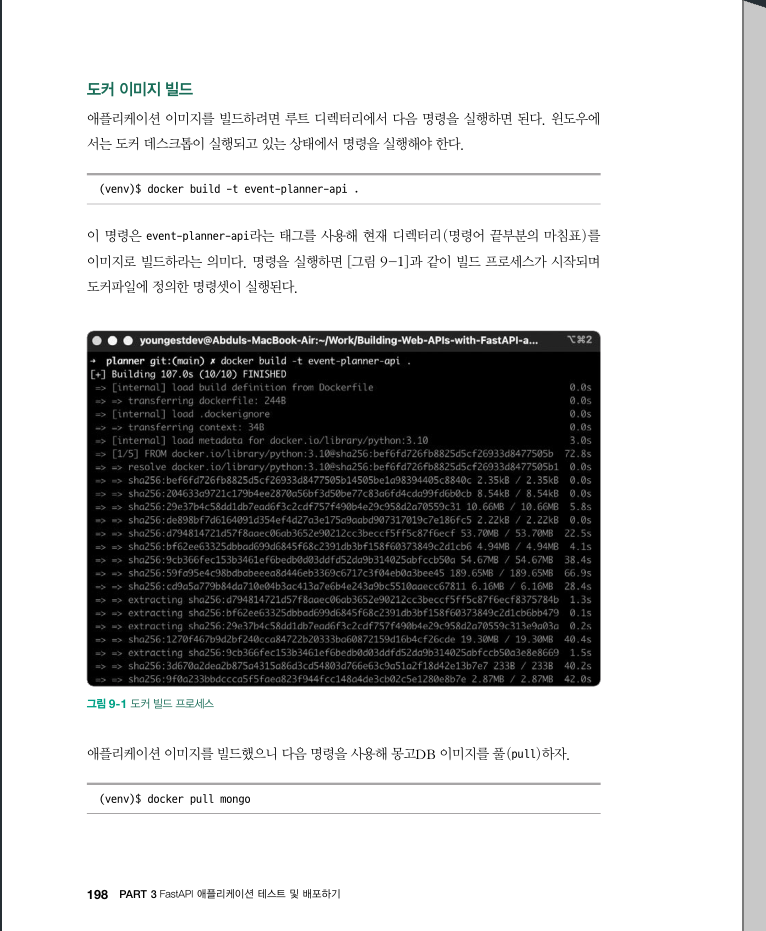 도커 이미지 빌드
애플리케이션 이미지를 빌드하려면 루트 디렉터리에서 다음 명령을 실행하면 된다. 윈도우에
서는 도커 데스크톱이 실행되고 있는 상태에서 명령을 실행해야 한다.
(venv)$ docker build -t event-planner-api .
이 명령은 event-planner-api라는 태그를 사용해 현재 디렉터리(명령어 끝부분의 마침표)를
이미지로 빌드하라는 의미다. 명령을 실행하면 [그림 9-1]과 같이 빌드 프로세스가 시작되며
도커파일에 정의한 명령셋이 실행된다.
youngestdev@Abduls-MacBook-Air:~/Work/Building-Web-APIs-with-FastAPI-a... ⌥⌘2
→ planner git:(main) ✗ docker build -t event-planner-api .
[+] Building 107.0s (10/10) FINISHED
=> [internal] load build definition from Dockerfile 0.0s
=> => transferring dockerfile: 244B 0.0s
=> [internal] load .dockerignore 0.0s
=> => transferring context: 34B 0.0s
=> [internal] load metadata for docker.io/library/python:3.10 3.0s
=> [1/5] FROM docker.io/library/python:3.10@sha256:bef6fd726fb8825d5cf26933d8477505b 72.8s
=> => resolve docker.io/library/python:3.10@sha256:bef6fd726fb8825d5cf26933d8477505b1 0.0s
=> => sha256:bef6fd726fb8825d5cf26933d8477505b14505be1a98394405c8840c 2.35kB / 2.35kB 0.0s
=> => sha256:204633a9721c179b4ee2870a56bf3d50be77c83a6fd4cda99fd6b0cb 8.54kB / 8.54kB 0.0s
=> => sha256:29e37b4c58dd1db7ead6f3c2cdf757f490b4e29c958d2a70559c31 10.66MB / 10.66MB 5.8s
=> => sha256:de898bf7d6164091d354ef4d27a3e175a9aabd907317019c7e186fc5 2.22kB / 2.22kB 0.0s
=> => sha256:d794814721d57f8aaec06ab3652e90212cc3beccf5ff5c87f6ecf 53.70MB / 53.70MB 22.5s
=> => sha256:bf62ee63325dbbad699d6845f68c2391db3bf158f60373849c2d1cb6 4.94MB / 4.94MB 4.1s
=> => sha256:9cb366fec153b3461ef6bedb0d03ddfd52da9b314025abfccb50a 54.67MB / 54.67MB 38.4s
=> => sha256:59fa95e4c98bdbabeeea8d446eb3369c6717c3f04eb0a3bee45 189.65MB / 189.65MB 66.9s
=> => sha256:cd9a5a779b84da710e04b3ac413a7e6b4e243a9bc5510aaecc67811 6.16MB / 6.16MB 28.4s
=> => extracting sha256:d794814721d57f8aaec06ab3652e90212cc3beccf5ff5c87f6ecf8375784b 1.3s
=> => extracting sha256:bf62ee63325dbbad699d6845f68c2391db3bf158f60373849c2d1cb6bb479 0.1s
=> => extracting sha256:29e37b4c58dd1db7ead6f3c2cdf757f490b4e29c958d2a70559c313e9a03a 0.2s
=> => sha256:1270f467b9d2bf240cca84722b20333ba60872159d16b4cf26cde 19.30MB / 19.30MB 40.4s
=> => extracting sha256:9cb366fec153b3461ef6bedb0d03ddfd52da9b314025abfccb50a3e8e8669 1.5s
=> => sha256:3d670a2dea2b875a4315a86d3cd54803d766e63c9a51a2f18d42e13b7e7 233B / 233B 40.2s
=> => sha256:9f0a233bbdccca5f5faea823f944fcc148a4de3cb02c5e1280e8b7e 2.87MB / 2.87MB 42.0s
그림 9-1 도커 빌드 프로세스
애플리케이션 이미지를 빌드했으니 다음 명령을 사용해 몽고DB 이미지를 풀(pull)하자.
(venv)$ docker pull mongo
198 PART 3 FastAPI 애플리케이션 테스트 및 배포하기